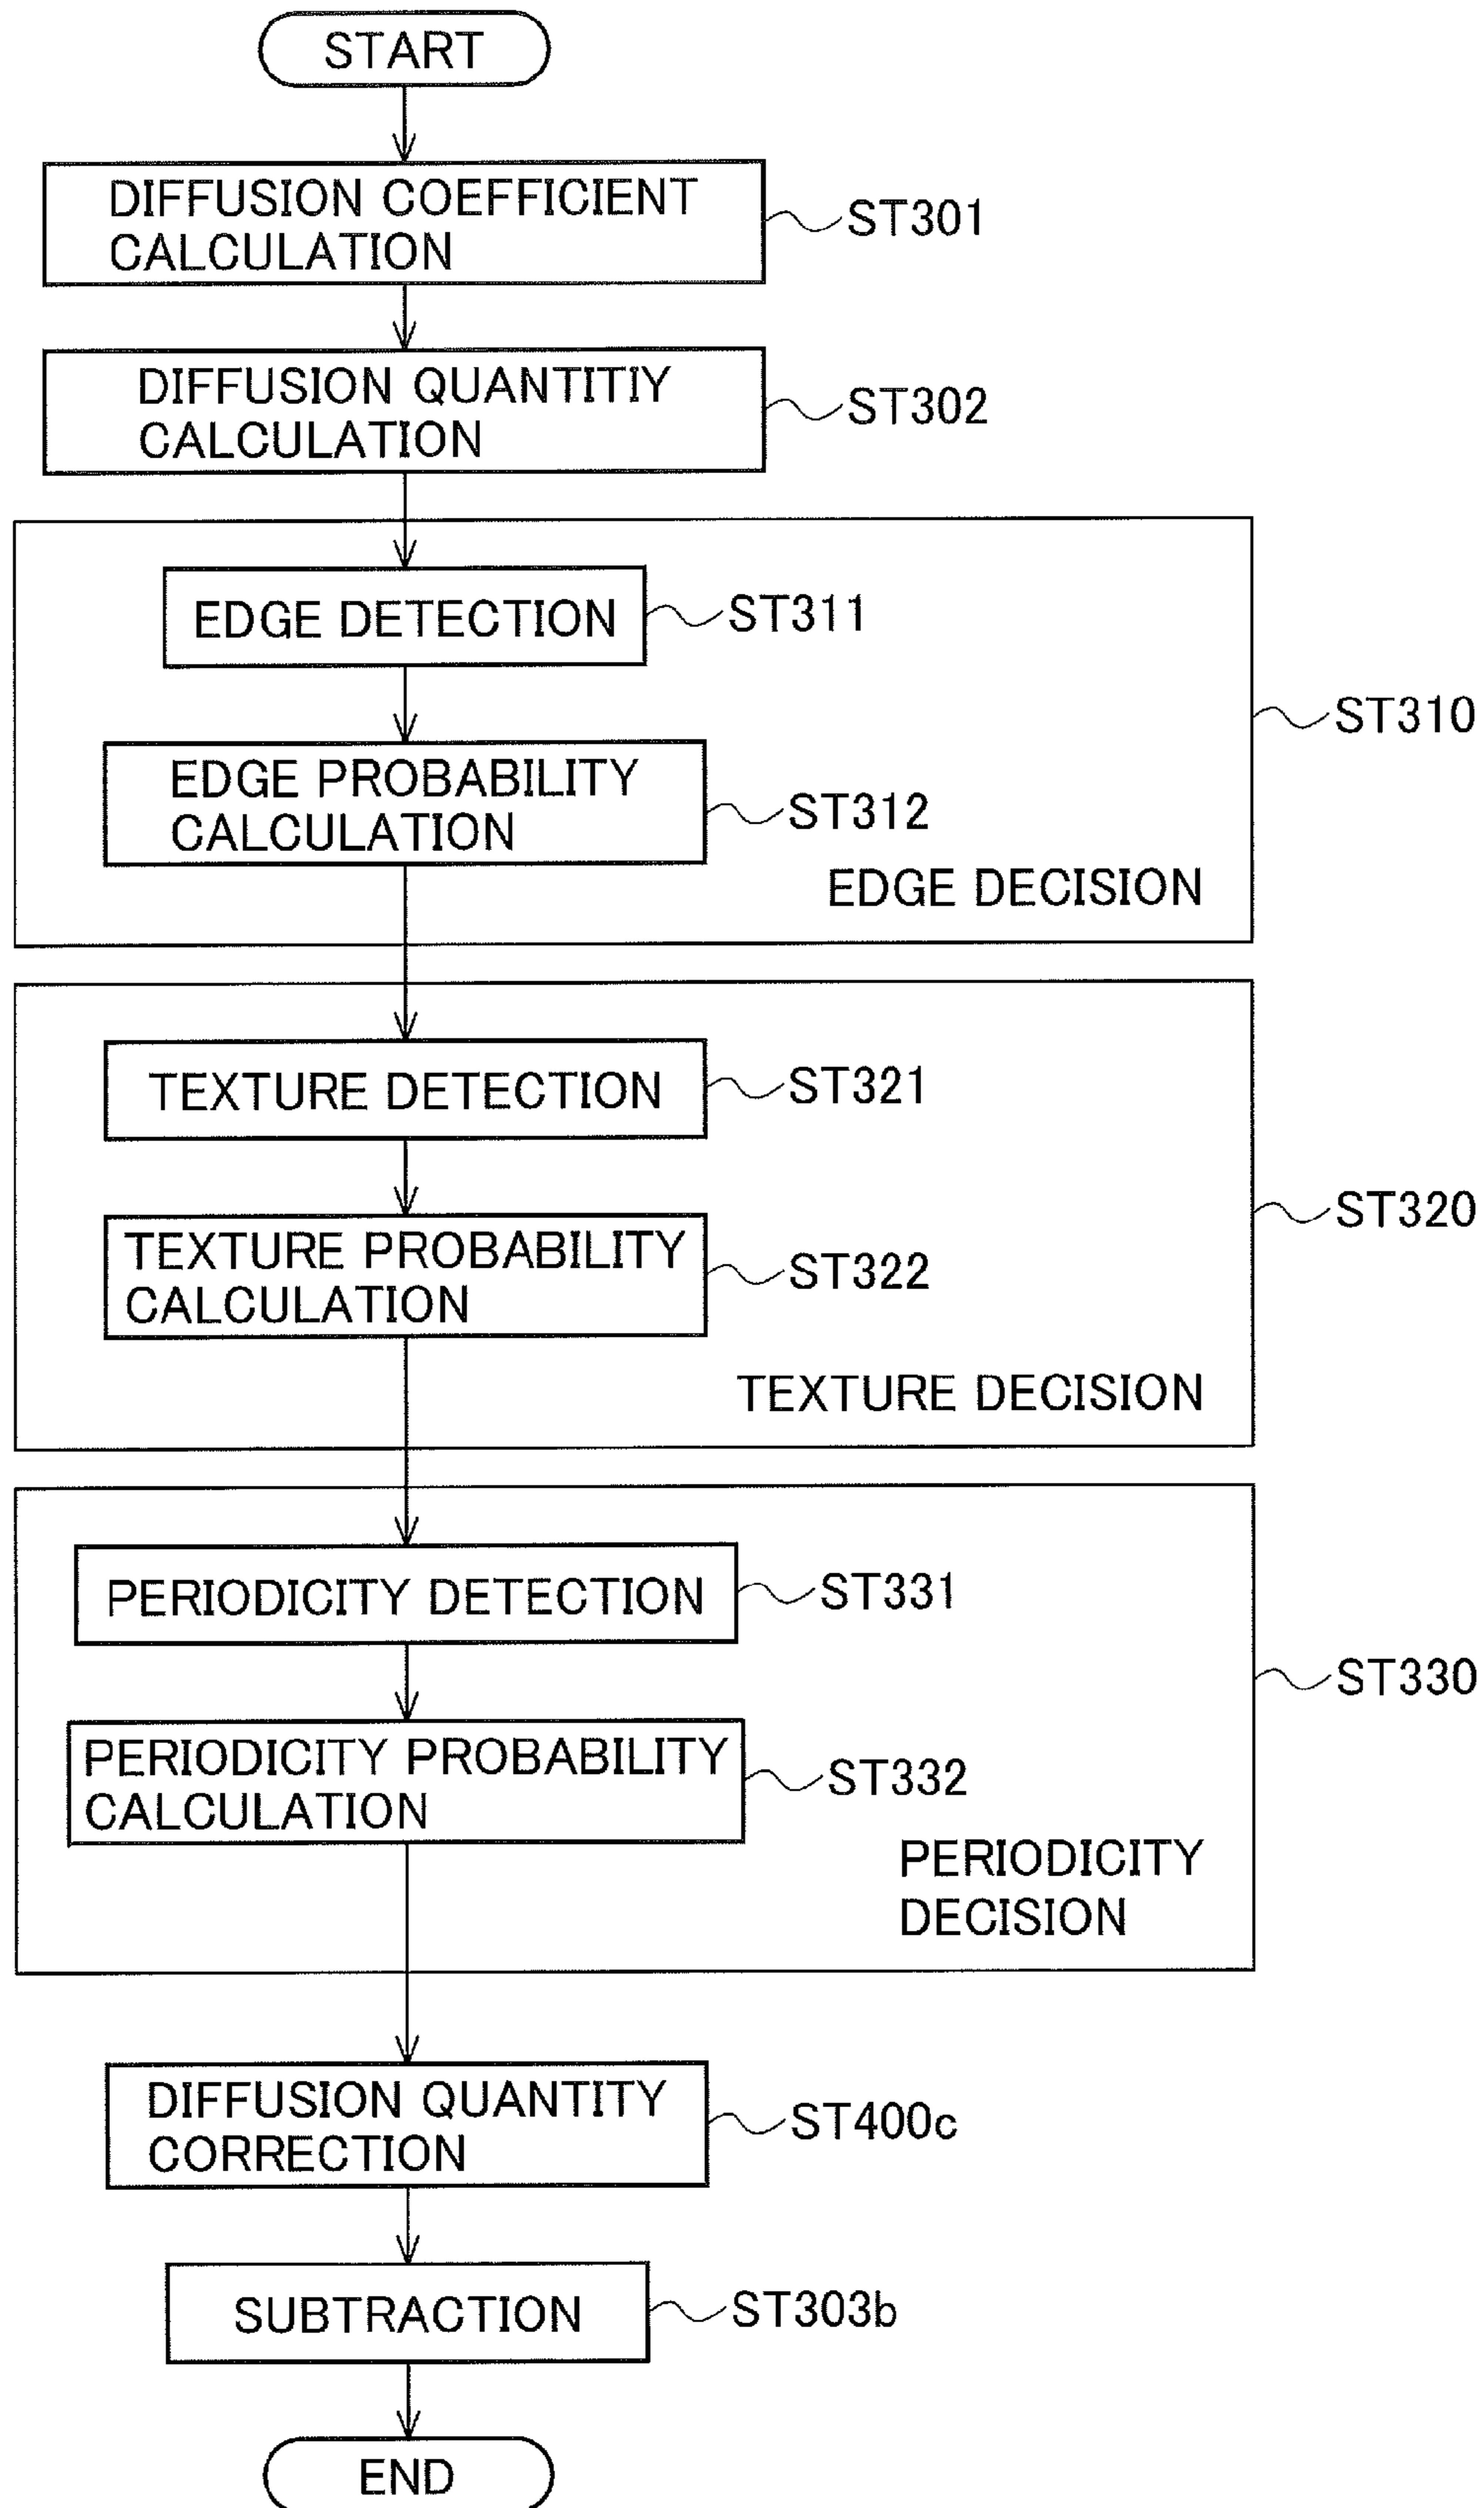 START
DIFFUSION COEFFICIENT
CALCULATION
ST301
DIFFUSION QUANTITIY
CALCULATION
ST302
EDGE DETECTION
ST311
ST310
EDGE PROBABILITY
CALCULATION
ST312
EDGE DECISION
TEXTURE DETECTION
ST321
ST320
TEXTURE PROBABILITY
CALCULATION
ST322
TEXTURE DECISION
PERIODICITY DETECTION
ST331
ST330
PERIODICITY PROBABILITY
CALCULATION
ST332
PERIODICITY
DECISION
DIFFUSION QUANTITY
CORRECTION
ST400c
SUBTRACTION
ST303b
END